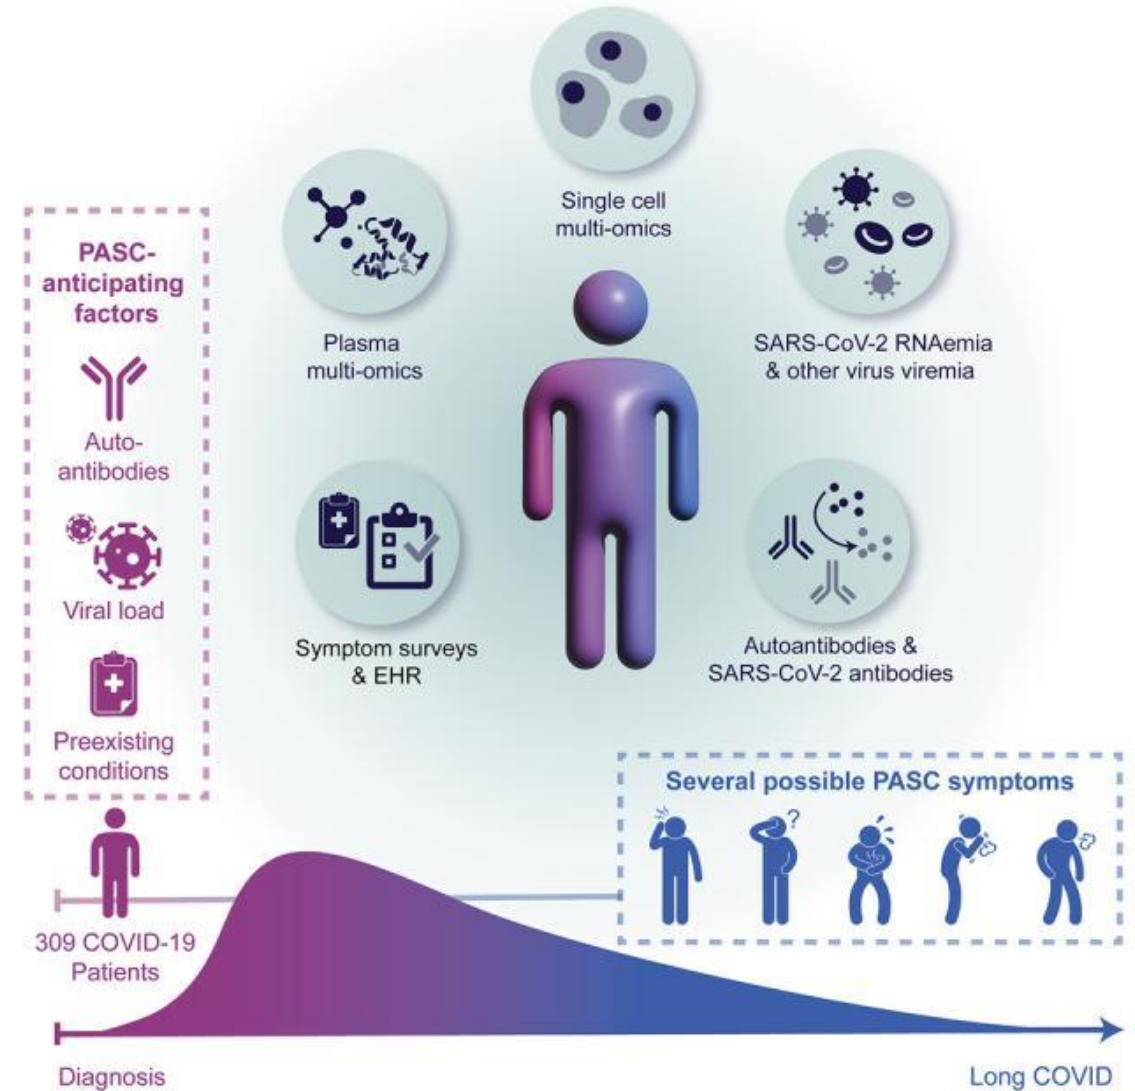 Single cell
multi-omics
Plasma
multi-omics
SARS-CoV-2 RNAemia
& other virus viremia
Symptom surveys
& EHR
Autoantibodies &
SARS-CoV-2 antibodies
PASC-
anticipating
factors
Auto-
antibodies
Viral load
Preexisting
conditions
Several possible PASC symptoms
?
309 COVID-19
Patients
Diagnosis
Long COVID